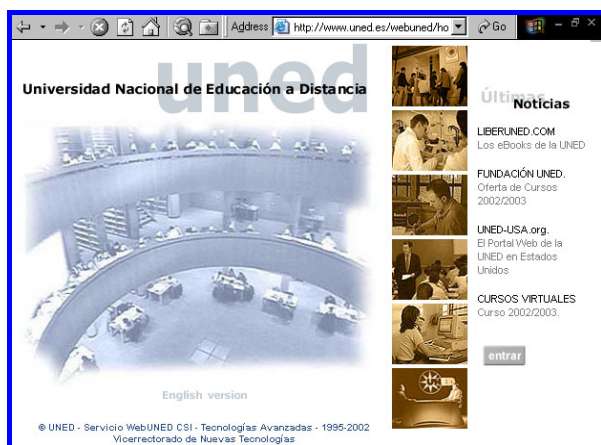 Address http://www.uned.es/webuned/ho Go
uned
Universidad Nacional de Educación a Distancia
English version
© UNED - Servicio WebUNED CSI - Tecnologías Avanzadas - 1995-2002
Vicerrectorado de Nuevas Tecnologías
Últimas
Noticias
LIBERUNED.COM
Los eBooks de la UNED
FUNDACIÓN UNED.
Oferta de Cursos
2002/2003
UNED-USA.org.
El Portal Web de la
UNED en Estados
Unidos
CURSOS VIRTUALES
Curso 2002/2003.
entrar